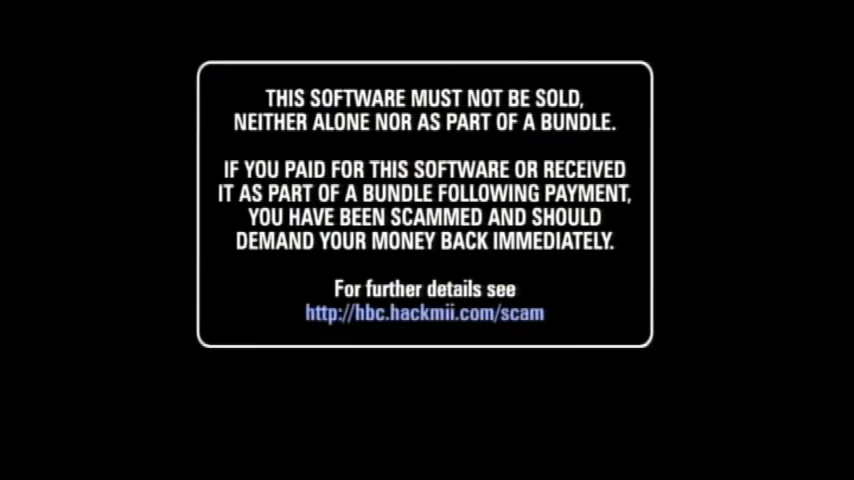 THIS SOFTWARE MUST NOT BE SOLD,
NEITHER ALONE NOR AS PART OF A BUNDLE.
IF YOU PAID FOR THIS SOFTWARE OR RECEIVED
IT AS PART OF A BUNDLE FOLLOWING PAYMENT,
YOU HAVE BEEN SCAMMED AND SHOULD
DEMAND YOUR MONEY BACK IMMEDIATELY.
For further details see
http://hbc.hackmii.com/scam